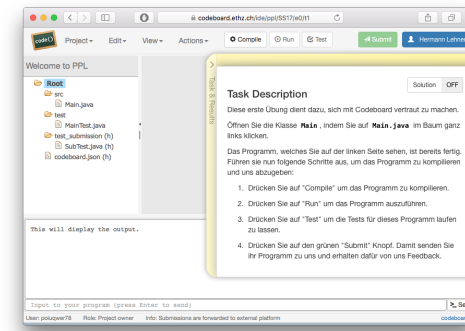 codeboard.ethz.ch/ide/ppl/SS17/e0/t1
code{}
Project
Edit
View
Actions
Compile
Run
Test
Submit
Hermann Lehner
Welcome to PPL
Root
src
Main.java
test
MainTest.java
test_submission (h)
SubTest.java (h)
codeboard.json (h)
Task & Results
Solution OFF
Task Description
Diese erste Übung dient dazu, sich mit Codeboard vertraut zu machen.
Öffnen Sie die Klasse Main, indem Sie auf Main.java im Baum ganz
links klicken.
Das Programm, welches Sie auf der linken Seite sehen, ist bereits fertig.
Führen sie nun folgende Schritte aus, um das Programm zu kompilieren
und uns abzugeben:
1. Drücken Sie auf "Compile" um das Programm zu kompilieren.
2. Drücken Sie auf "Run" um das Programm auszuführen.
3. Drücken Sie auf "Test" um die Tests für dieses Programm laufen
zu lassen.
4. Drücken Sie auf den grünen "Submit" Knopf. Damit senden Sie
ihr Programm zu uns und erhalten dafür von uns Feedback.
This will display the output.
Input to your program (press Enter to send)
User: poiuqwer78 Role: Project owner Info: Submissions are forwarded to external platform